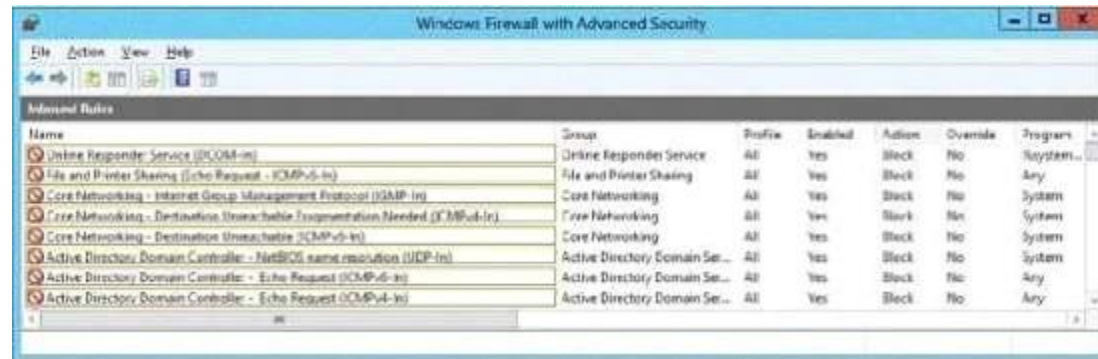 Windows Firewall with Advanced Security
File Action View Help
Inbound Rules
Name Group Profile Enabled Action Override Program
Online Responder Service (DCOM-In) Online Responder Service All Yes Block No %system...
File and Printer Sharing (Echo Request - ICMPv6-In) File and Printer Sharing All Yes Block No Any
Core Networking - Internet Group Management Protocol (IGMP-In) Core Networking All Yes Block No System
Core Networking - Destination Unreachable Fragmentation Needed (ICMPv4-In) Core Networking All Yes Block No System
Core Networking - Destination Unreachable (ICMPv6-In) Core Networking All Yes Block No System
Active Directory Domain Controller - NetBIOS name resolution (UDP-In) Active Directory Domain Ser... All Yes Block No System
Active Directory Domain Controller - Echo Request (ICMPv6-In) Active Directory Domain Ser... All Yes Block No Any
Active Directory Domain Controller - Echo Request (ICMPv4-In) Active Directory Domain Ser... All Yes Block No Any